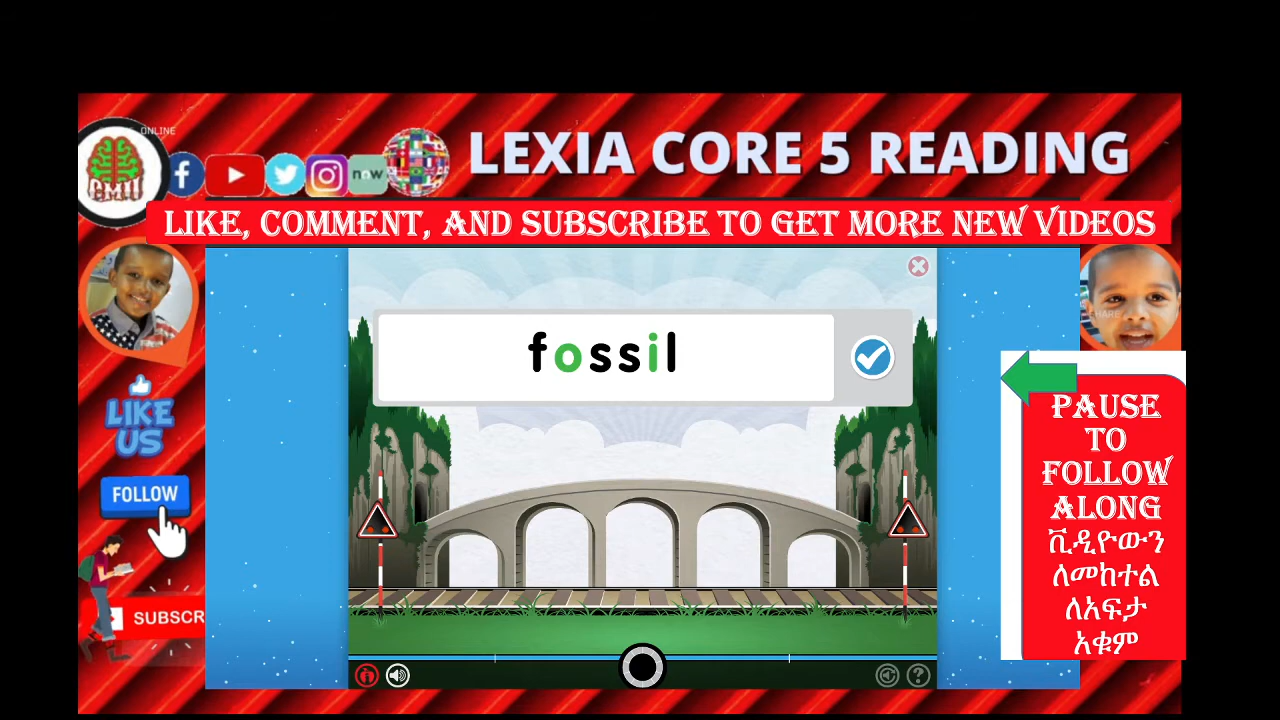 ONLINE
now
LEXIA CORE 5 READING
LIKE, COMMENT, AND SUBSCRIBE TO GET MORE NEW VIDEOS
fossil
LIKE
US
FOLLOW
SUBSCR
PAUSE
TO
FOLLOW
ALONG
ቪዲዮውን
ለመከተል
ለአፍታ
አቁም